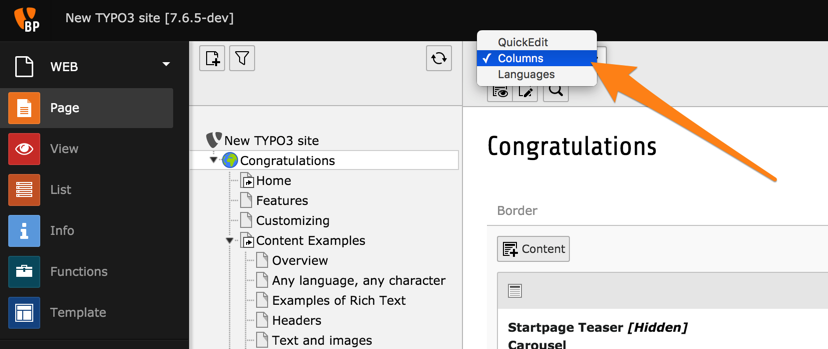 BP
New TYPO3 site [7.6.5-dev]
WEB
Page
View
List
Info
Functions
Template
New TYPO3 site
Congratulations
Home
Features
Customizing
Content Examples
Overview
Any language, any character
Examples of Rich Text
Headers
Text and images
QuickEdit
Columns
Languages
Congratulations
Border
Content
Startpage Teaser [Hidden]
Carousel